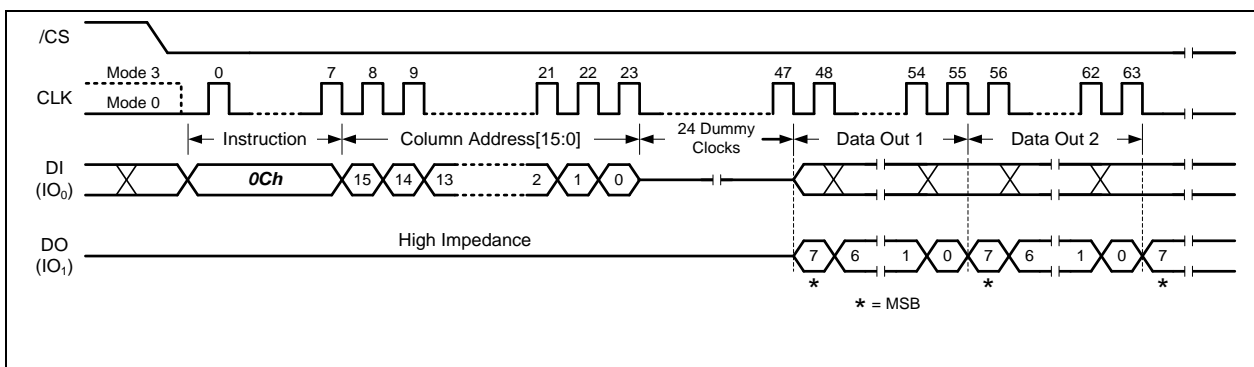 /CS
Mode 3 0 7 8 9 21 22 23 47 48 54 55 56 62 63
CLK Mode 0
Instruction Column Address[15:0] 24 Dummy Clocks Data Out 1 Data Out 2
DI (IO0) 0Ch 15 14 13 2 1 0
High Impedance
DO (IO1) 7 6 1 0 7 6 1 0 7
* * *
* = MSB